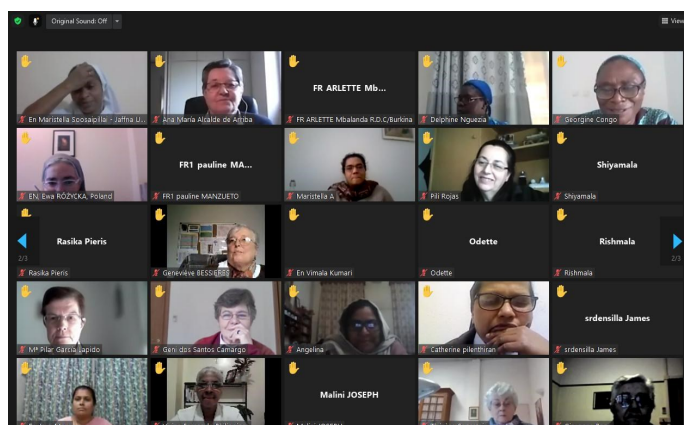 Original Sound: Off
View
En Maristella Soosaipillai - Jaffna U...
Ana María Alcalde de Arriba
FR ARLETTE Mb...
FR ARLETTE Mbalanda R.D.C/Burkina
Delphine Nguezia
Georgine Congo
EN, Ewa RÓŻYCKA, Poland
FR1 pauline MA...
FR1 pauline MANZUETO
Maristella A
Pili Rojas
Shiyamala
Shiyamala
Rasika Pieris
Rasika Pieris
2/3
Geneviève BESSIERE
En Vimala Kumari
Odette
Odette
Rishmala
Rishmala
2/3
Mª Pilar García Lapido
Geni dos Santos Camargo
Angelina
Catherine pilenthiran
srdensilla James
srdensilla James
Malini JOSEPH